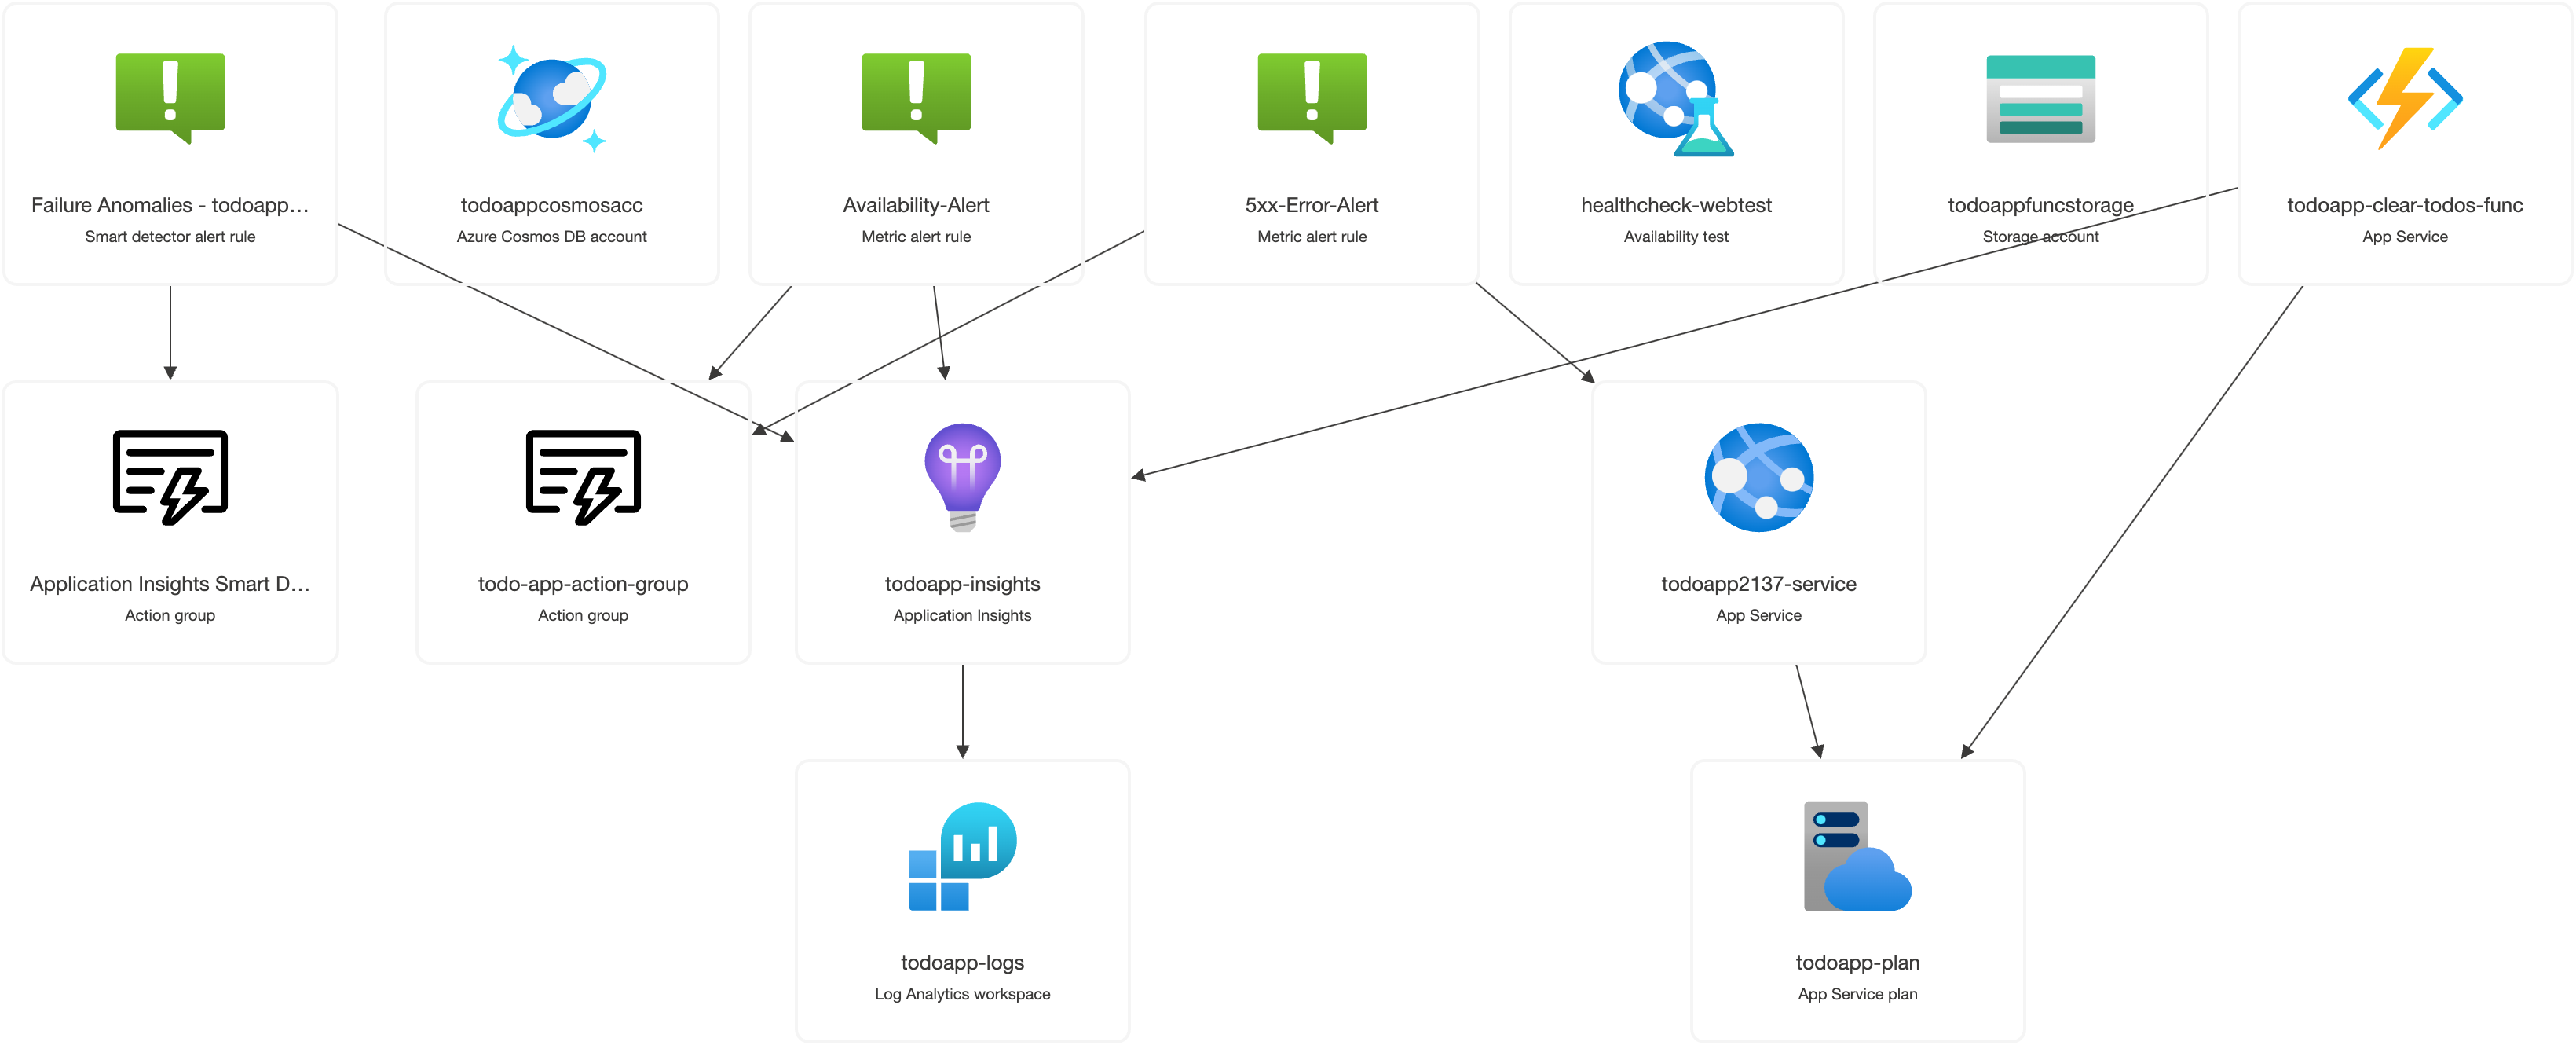 Failure Anomalies - todoapp...
Smart detector alert rule
todoappcosmosacc
Azure Cosmos DB account
Availability-Alert
Metric alert rule
5xx-Error-Alert
Metric alert rule
healthcheck-webtest
Availability test
todoappfuncstorage
Storage account
todoapp-clear-todos-func
App Service
Application Insights Smart D...
Action group
todo-app-action-group
Action group
todoapp-insights
Application Insights
todoapp2137-service
App Service
todoapp-logs
Log Analytics workspace
todoapp-plan
App Service plan